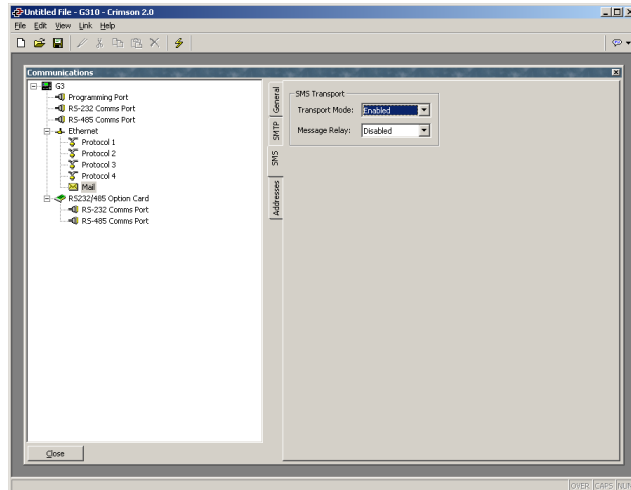 Untitled File - G310 - Crimson 2.0
File Edit View Link Help
Communications
G3
Programming Port
RS-232 Comms Port
RS-485 Comms Port
Ethernet
Protocol 1
Protocol 2
Protocol 3
Protocol 4
Mail
RS232/485 Option Card
RS-232 Comms Port
RS-485 Comms Port
General
SMTP
SMS
Addresses
SMS Transport
Transport Mode: Enabled
Message Relay: Disabled
Close
OVER CAPS NUM